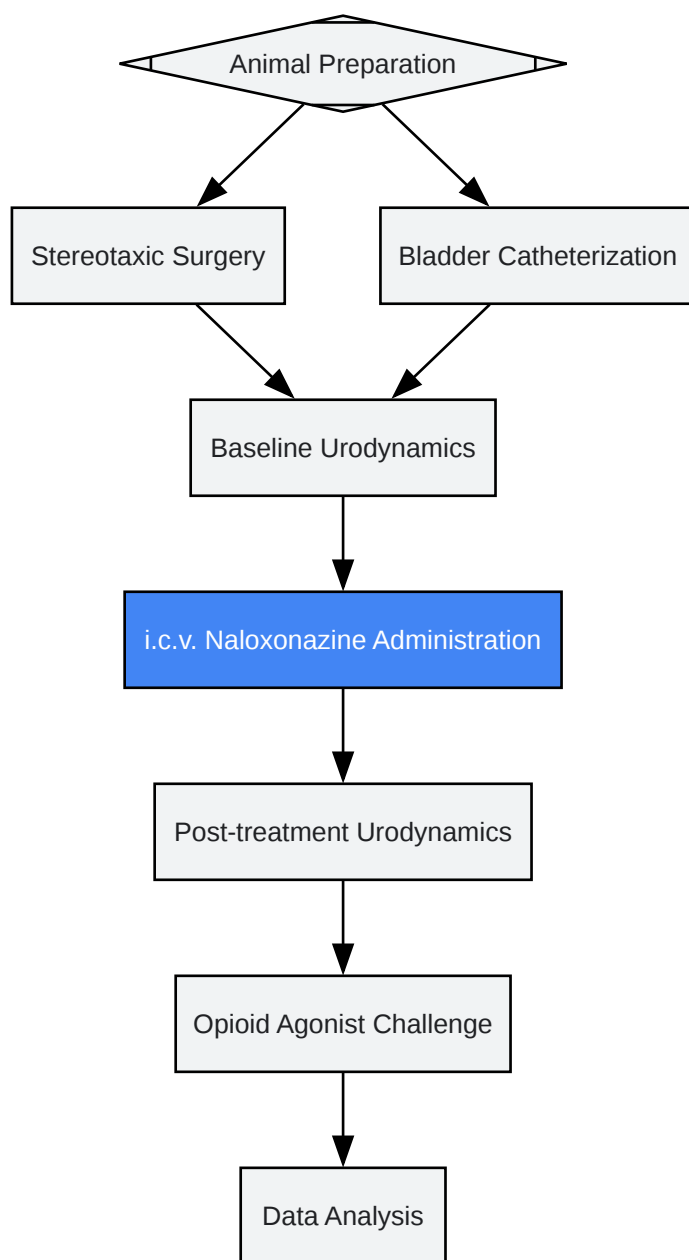 Animal Preparation
Stereotaxic Surgery
Bladder Catheterization
Baseline Urodynamics
i.c.v. Naloxonazine Administration
Post-treatment Urodynamics
Opioid Agonist Challenge
Data Analysis